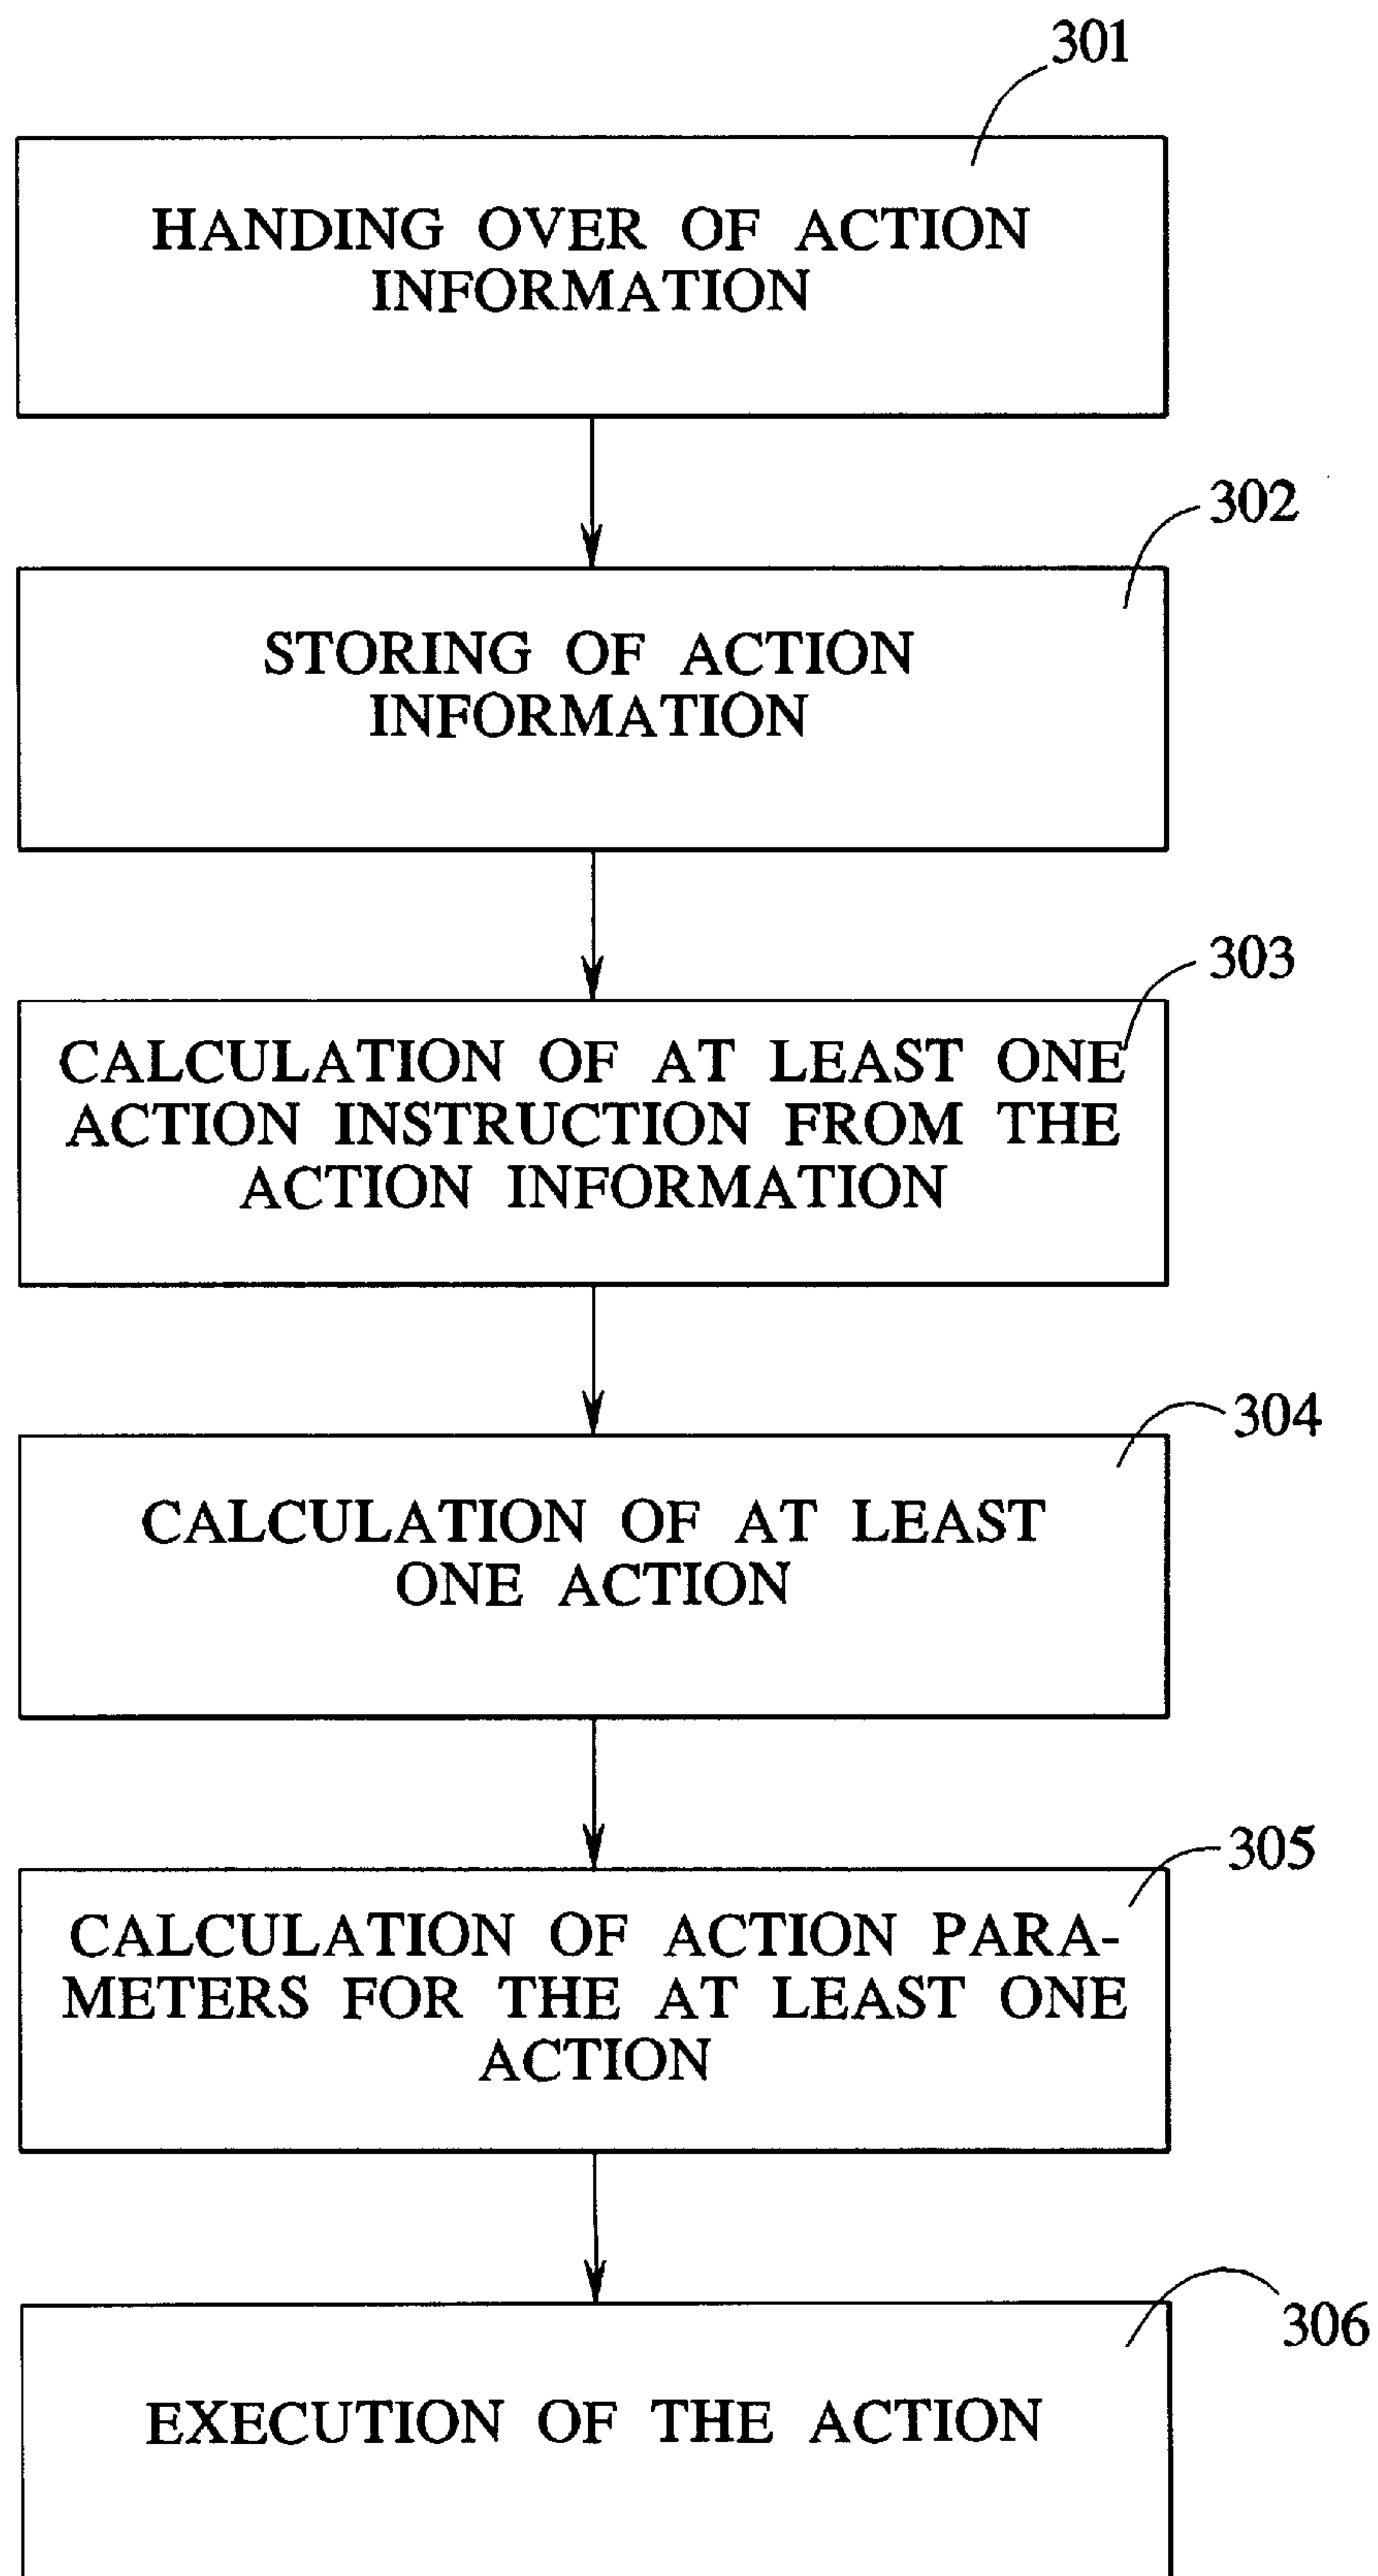 301
HANDING OVER OF ACTION
INFORMATION
302
STORING OF ACTION
INFORMATION
303
CALCULATION OF AT LEAST ONE
ACTION INSTRUCTION FROM THE
ACTION INFORMATION
304
CALCULATION OF AT LEAST
ONE ACTION
305
CALCULATION OF ACTION PARA-
METERS FOR THE AT LEAST ONE
ACTION
306
EXECUTION OF THE ACTION